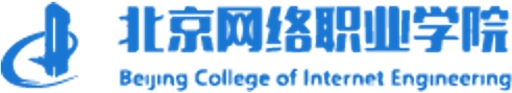 北京网络职业学院
Beijing College of Internet Engineering